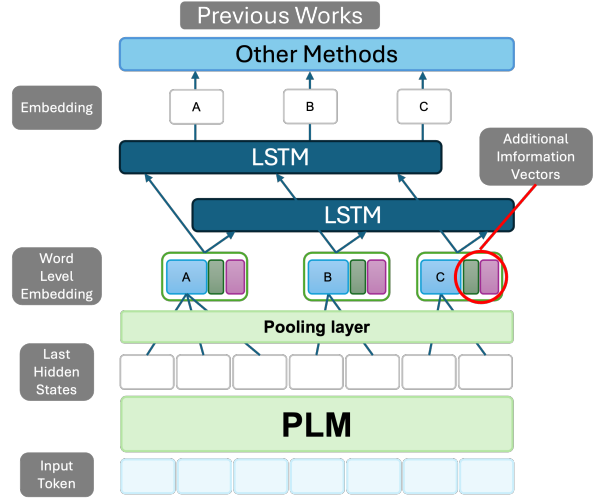 Previous Works
Other Methods
Embedding
A
B
C
LSTM
Additional
Imformation
Vectors
LSTM
Word
Level
Embedding
A
B
C
Pooling layer
Last
Hidden
States
PLM
Input
Token